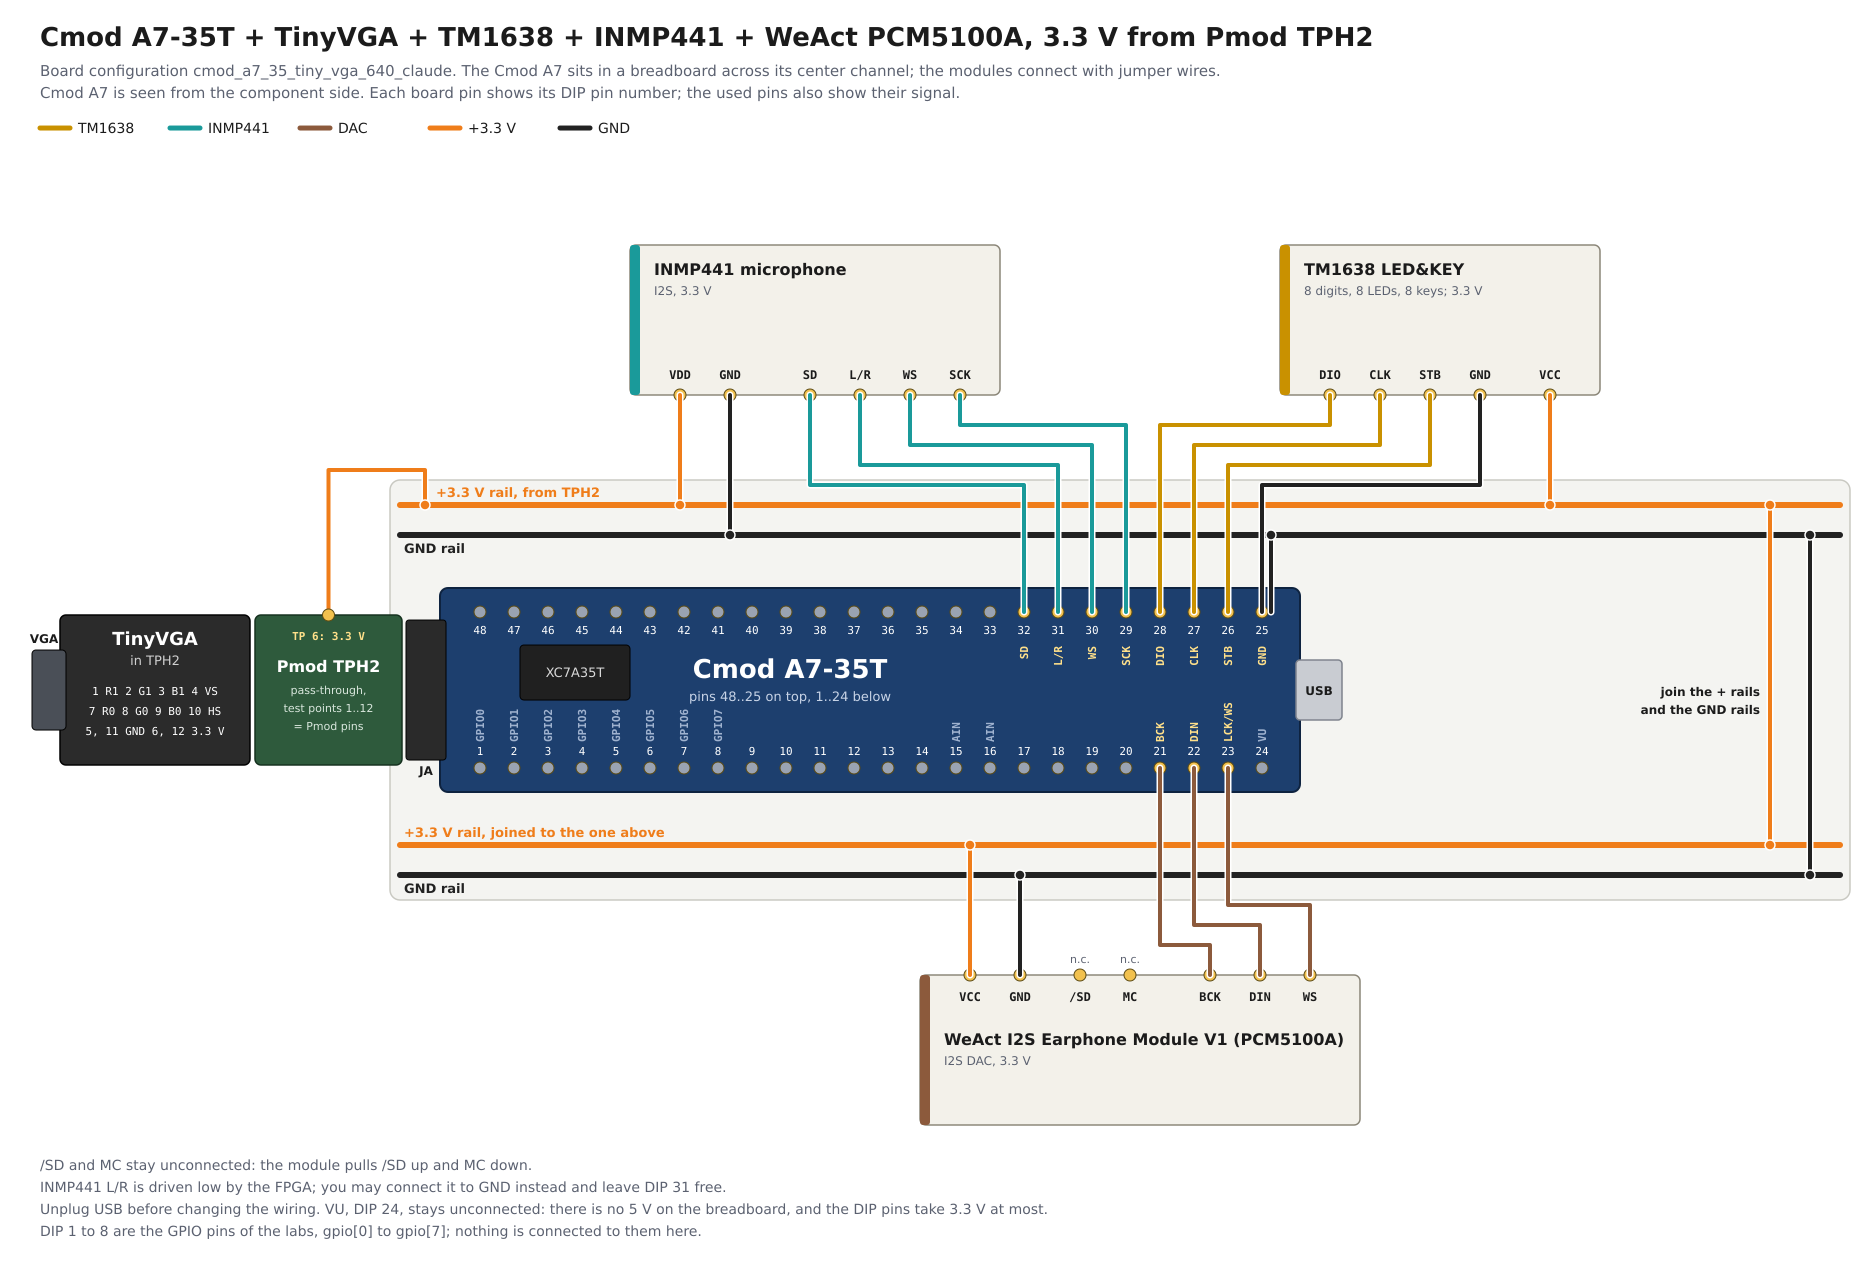 Cmod A7-35T + TinyVGA + TM1638 + INMP441 + WeAct PCM5100A, 3.3 V from Pmod TPH2
Board configuration cmod_a7_35_tiny_vga_640_claude. The Cmod A7 sits in a breadboard across its center channel; the modules connect with jumper wires.
Cmod A7 is seen from the component side. Each board pin shows its DIP pin number; the used pins also show their signal.
TM1638 INMP441 DAC +3.3 V GND
INMP441 microphone
I2S, 3.3 V
VDD GND SD L/R WS SCK
TM1638 LED&KEY
8 digits, 8 LEDs, 8 keys; 3.3 V
DIO CLK STB GND VCC
+3.3 V rail, from TPH2
GND rail
VGA
TinyVGA
in TPH2
1 R1 2 G1 3 B1 4 VS
7 R0 8 G0 9 B0 10 HS
5, 11 GND 6, 12 3.3 V
TP 6: 3.3 V
Pmod TPH2
pass-through,
test points 1..12
= Pmod pins
JA
48 47 46 45 44 43 42 41 40 39 38 37 36 35 34 33 32 31 30 29 28 27 26 25
SD L/R WS SCK DIO CLK STB GND
XC7A35T
Cmod A7-35T
pins 48..25 on top, 1..24 below
USB
GPIO0 GPIO1 GPIO2 GPIO3 GPIO4 GPIO5 GPIO6 GPIO7 AIN AIN BCK DIN LCK/WS VU
1 2 3 4 5 6 7 8 9 10 11 12 13 14 15 16 17 18 19 20 21 22 23 24
join the + rails
and the GND rails
+3.3 V rail, joined to the one above
GND rail
n.c. n.c.
VCC GND /SD MC BCK DIN WS
WeAct I2S Earphone Module V1 (PCM5100A)
I2S DAC, 3.3 V
/SD and MC stay unconnected: the module pulls /SD up and MC down.
INMP441 L/R is driven low by the FPGA; you may connect it to GND instead and leave DIP 31 free.
Unplug USB before changing the wiring. VU, DIP 24, stays unconnected: there is no 5 V on the breadboard, and the DIP pins take 3.3 V at most.
DIP 1 to 8 are the GPIO pins of the labs, gpio[0] to gpio[7]; nothing is connected to them here.